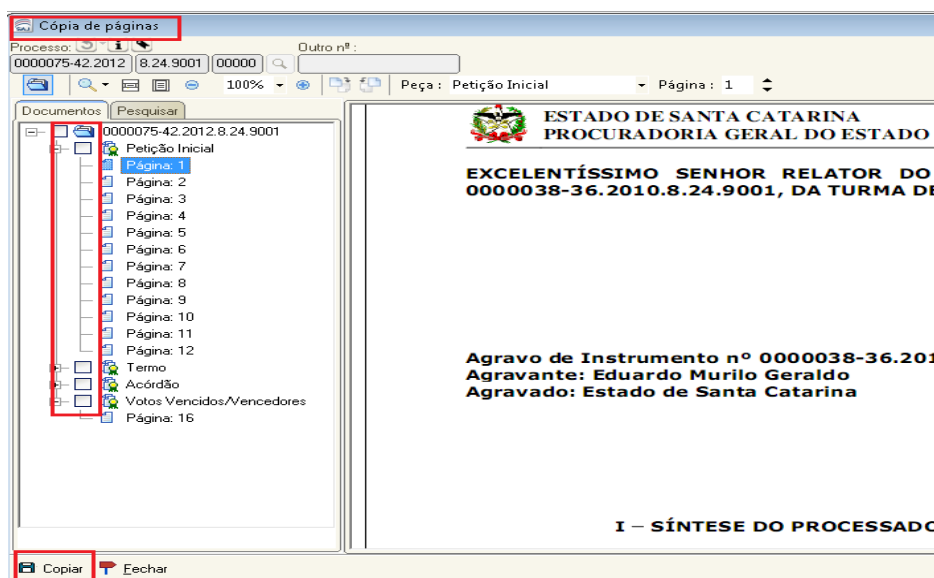 Cópia de páginas
Processo:
Outro nº :
0000075-42.2012 8.24.9001 00000
100% Peça : Petição Inicial Página : 1
Documentos Pesquisar
0000075-42.2012.8.24.9001
Petição Inicial
Página: 1
Página: 2
Página: 3
Página: 4
Página: 5
Página: 6
Página: 7
Página: 8
Página: 9
Página: 10
Página: 11
Página: 12
Termo
Acórdão
Votos Vencidos/Vencedores
Página: 16
ESTADO DE SANTA CATARINA
PROCURADORIA GERAL DO ESTADO
EXCELENTÍSSIMO SENHOR RELATOR DO
0000038-36.2010.8.24.9001, DA TURMA DE
Agravo de Instrumento nº 0000038-36.201
Agravante: Eduardo Murilo Geraldo
Agravado: Estado de Santa Catarina
I – SÍNTESE DO PROCESSADO
Copiar Fechar